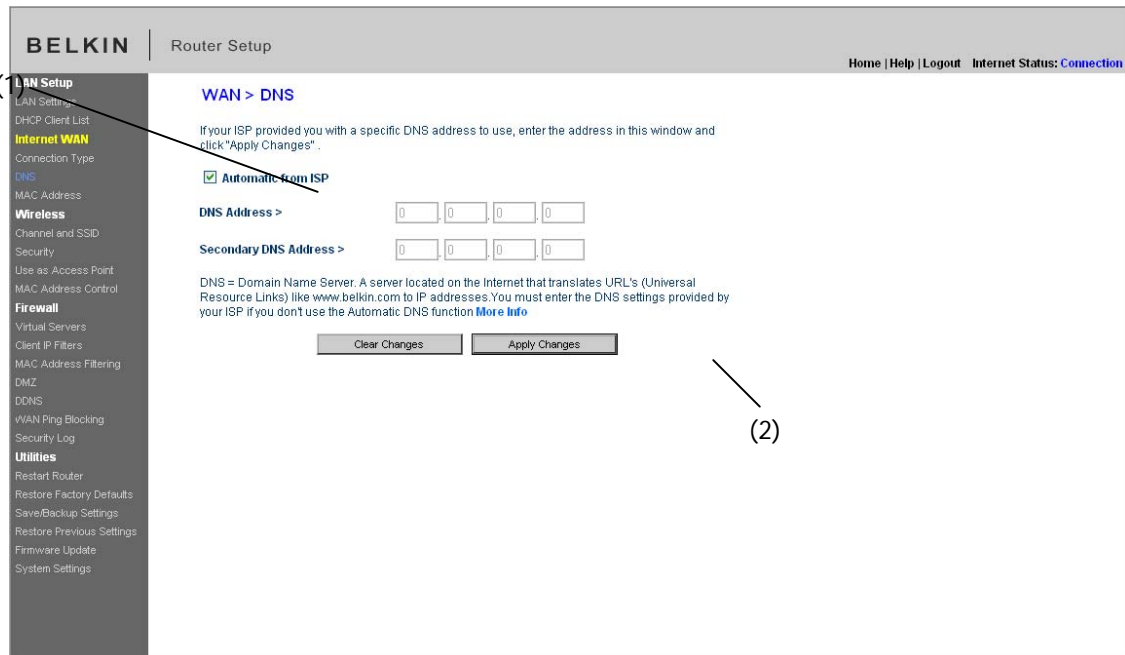 BELKIN
Router Setup
Home | Help | Logout Internet Status: Connection
(1)
LAN Setup
LAN Settings
DHCP Client List
Internet WAN
Connection Type
DNS
MAC Address
Wireless
Channel and SSID
Security
Use as Access Point
MAC Address Control
Firewall
Virtual Servers
Client IP Filters
MAC Address Filtering
DMZ
DDNS
WAN Ping Blocking
Security Log
Utilities
Restart Router
Restore Factory Defaults
Save/Backup Settings
Restore Previous Settings
Firmware Update
System Settings
WAN > DNS
If your ISP provided you with a specific DNS address to use, enter the address in this window and
click "Apply Changes" .
Automatic from ISP
DNS Address > 0 . 0 . 0 . 0
Secondary DNS Address > 0 . 0 . 0 . 0
DNS = Domain Name Server. A server located on the Internet that translates URL's (Universal
Resource Links) like www.belkin.com to IP addresses.You must enter the DNS settings provided by
your ISP if you don't use the Automatic DNS function More Info
Clear Changes Apply Changes
(2)